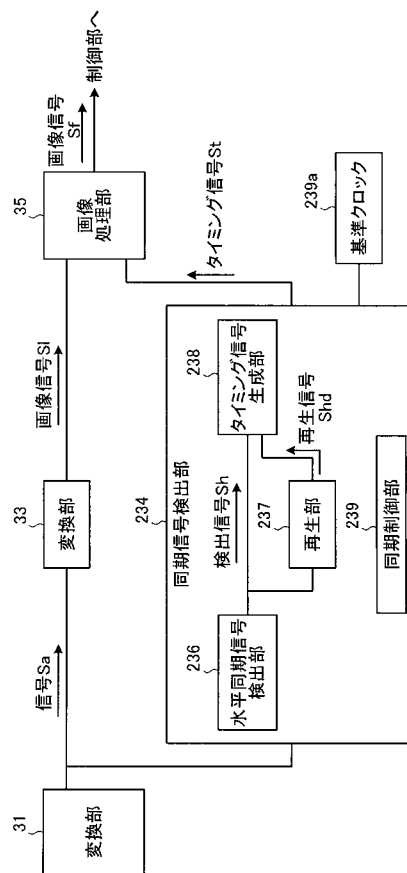 31
変換部
信号Sa
33
変換部
画像信号Sl
35
画像
処理部
画像信号
Sf
制御部へ
タイミング信号St
234
同期信号検出部
236
水平同期信号
検出部
検出信号Sh
237
再生部
再生信号
Shd
238
タイミング信号
生成部
239
同期制御部
239a
基準クロック